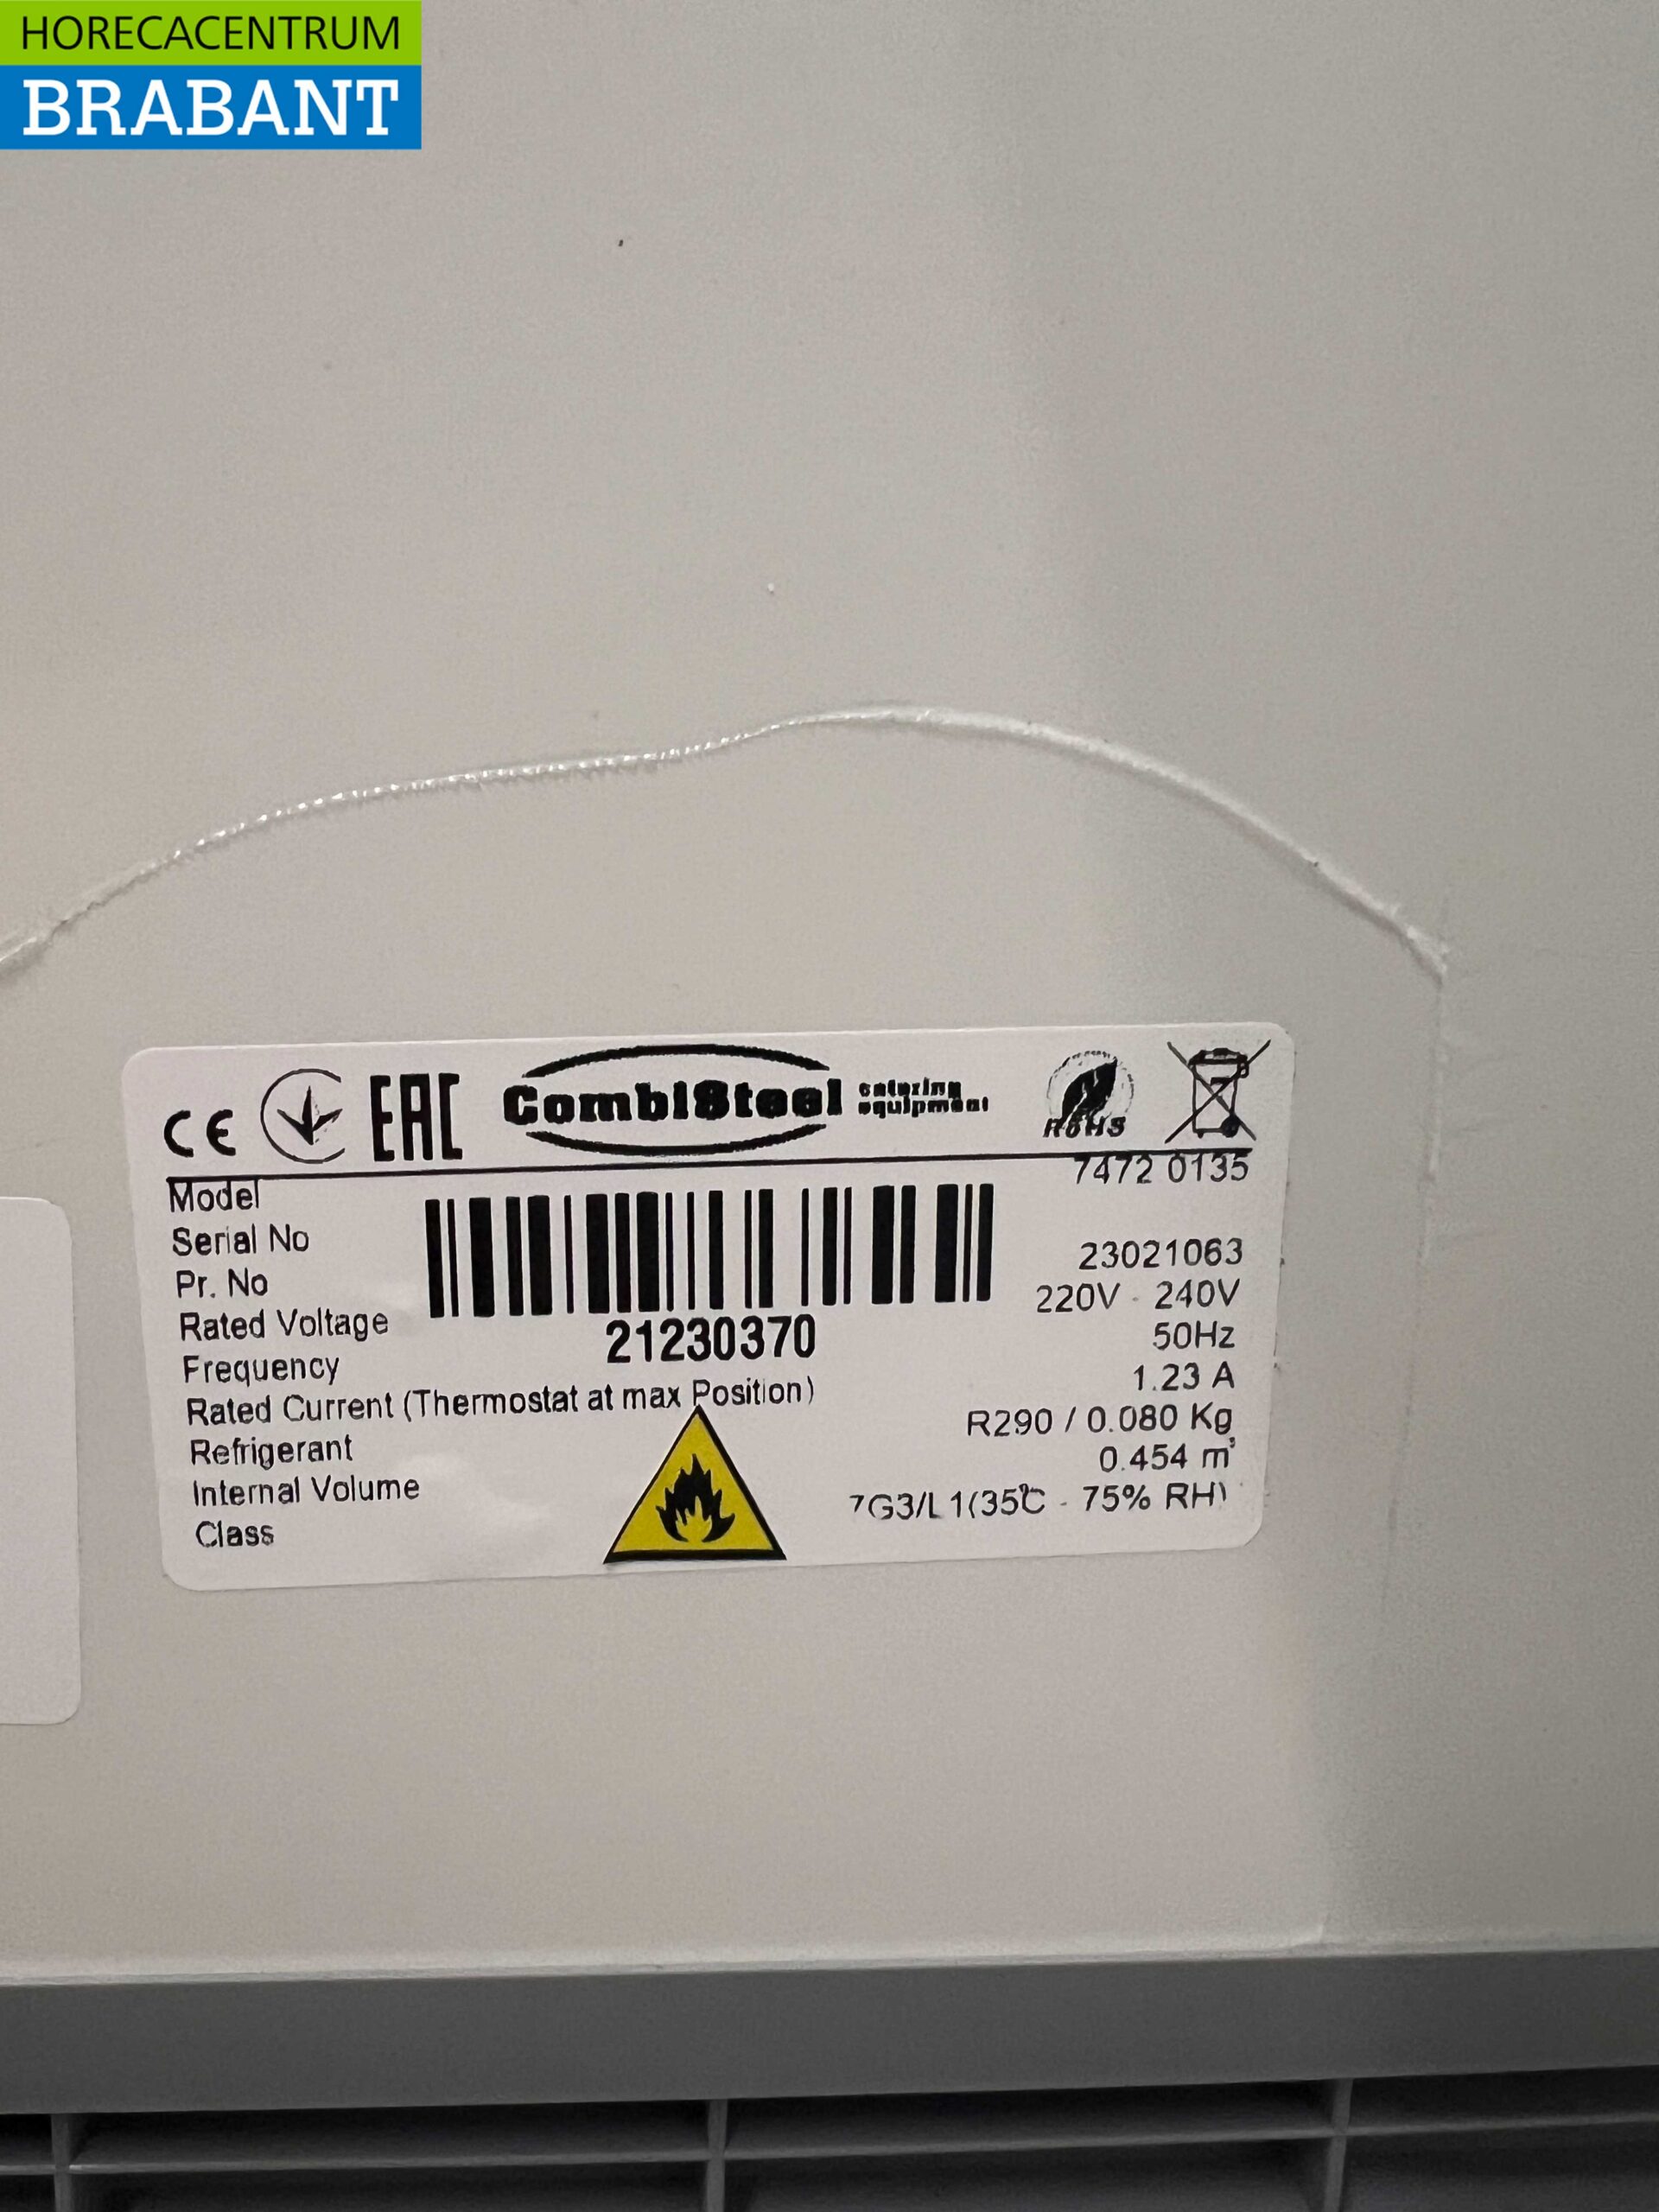 HORECACENTRUM
BRABANT
CE EAC CombiSteel catering equipment RoHS
Model 7472 0135
Serial No
Pr. No 23021063
Rated Voltage 220V - 240V
21230370
Frequency 50Hz
Rated Current (Thermostat at max Position) 1.23 A
Refrigerant R290 / 0.080 Kg
Internal Volume 0.454 m³
Class 7G3/L1(35℃ - 75% RH)